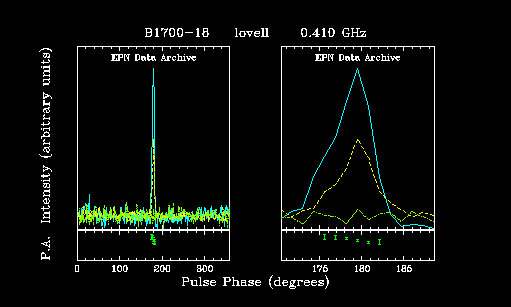 B1700-18 lovell 0.410 GHz
EPN Data Archive EPN Data Archive
P.A. Intensity (arbitrary units)
0 100 200 300 175 180 185
Pulse Phase (degrees)